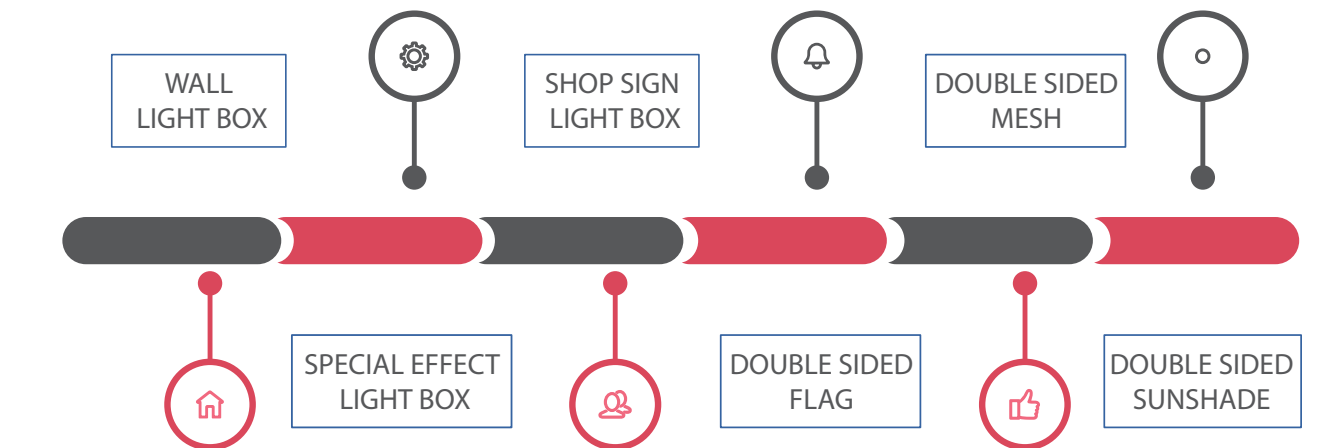 WALL
LIGHT BOX
SHOP SIGN
LIGHT BOX
DOUBLE SIDED
MESH
SPECIAL EFFECT
LIGHT BOX
DOUBLE SIDED
FLAG
DOUBLE SIDED
SUNSHADE